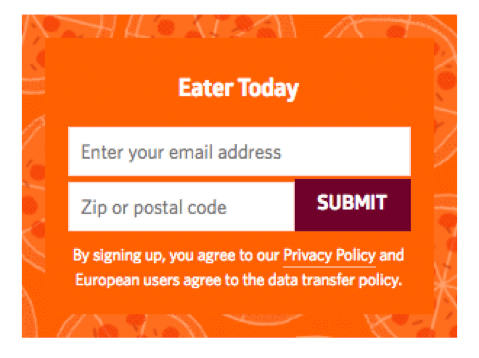 Eater Today
Enter your email address
Zip or postal code
SUBMIT
By signing up, you agree to our Privacy Policy and
European users agree to the data transfer policy.